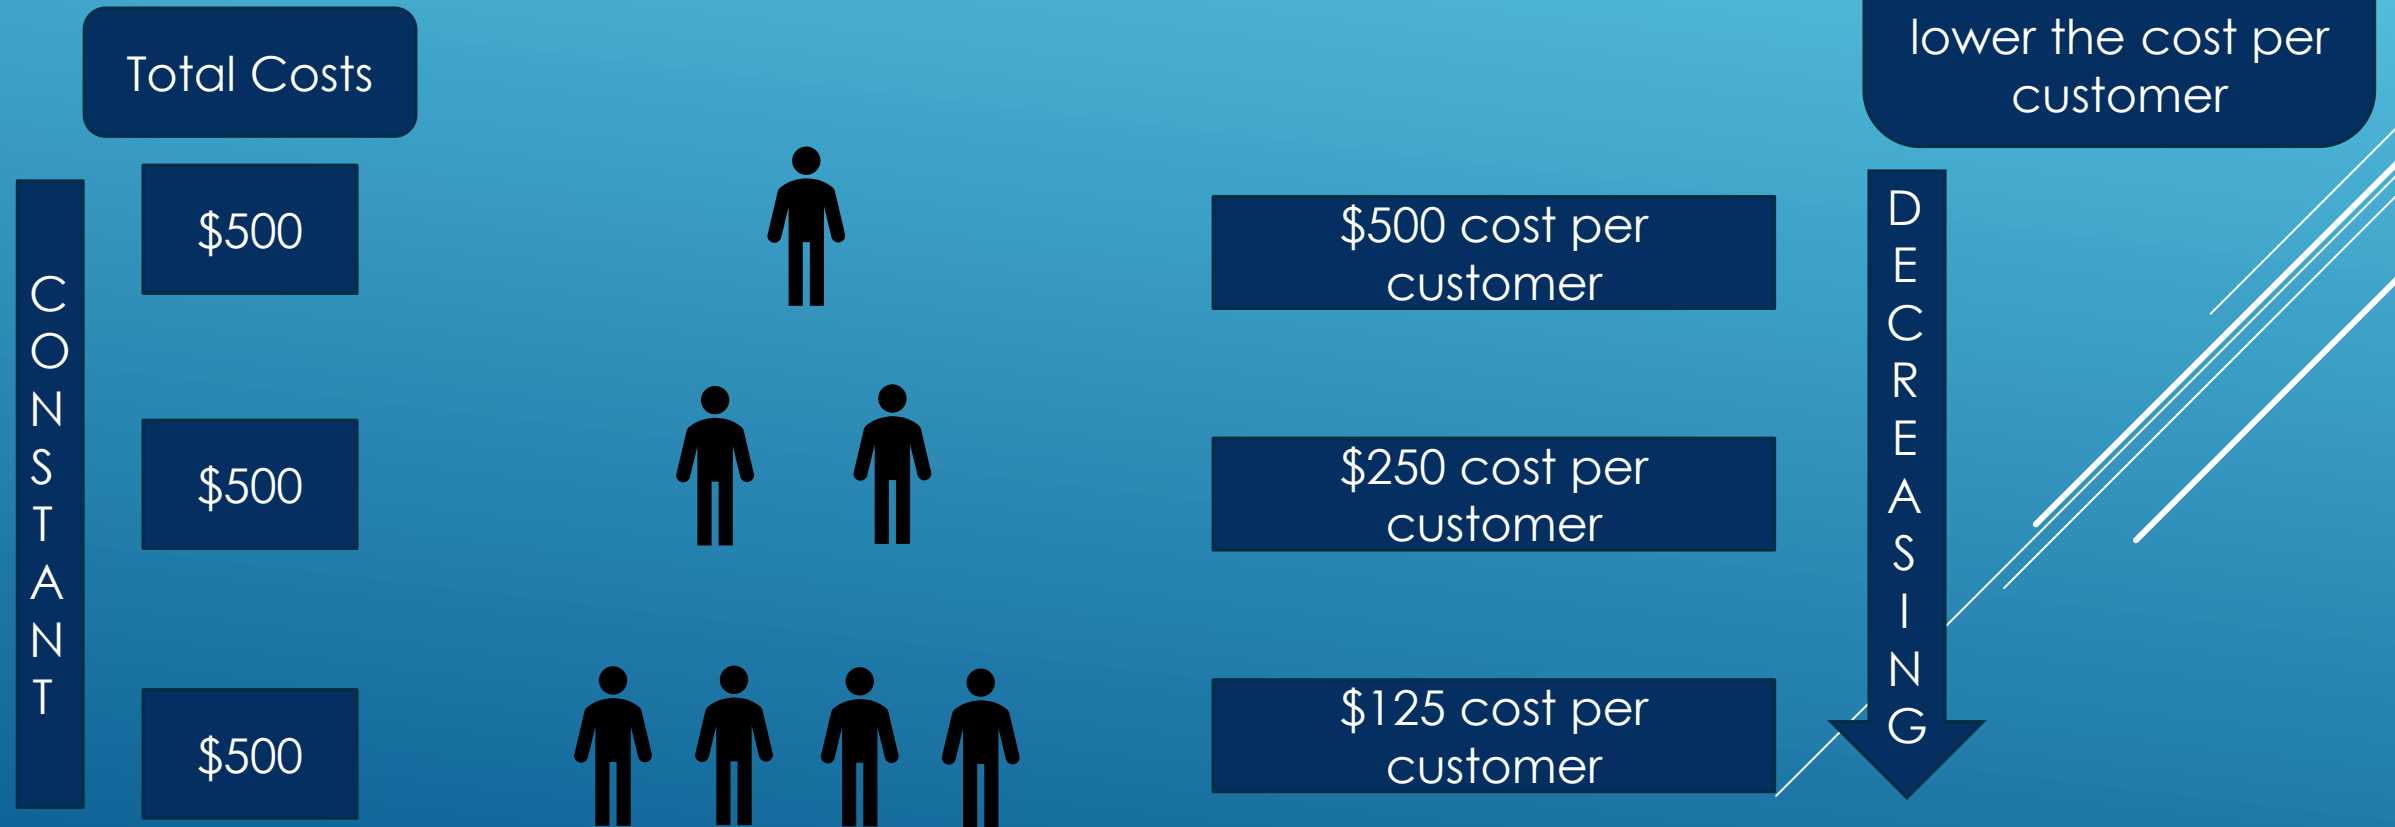 Total Costs
lower the cost per
customer
CONSTANT
$500
$500 cost per
customer
DECREASING
$500
$250 cost per
customer
$500
$125 cost per
customer